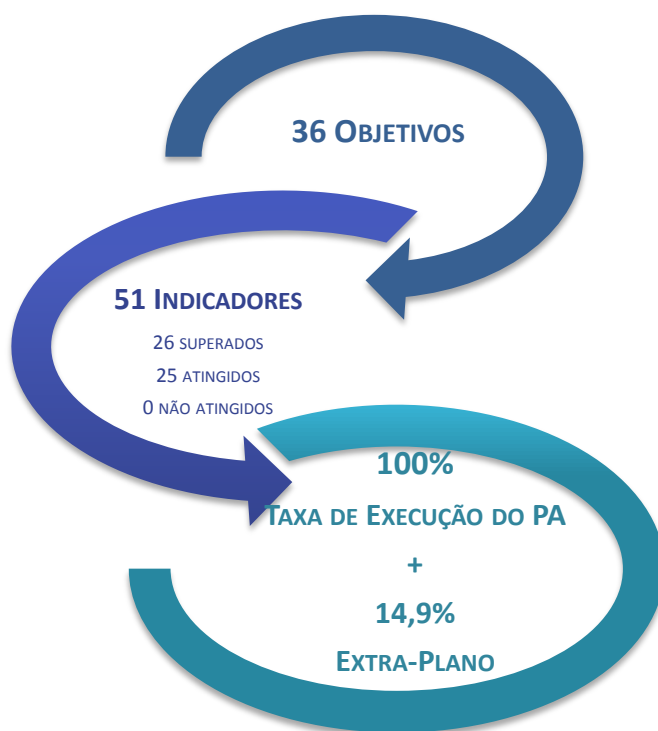 36 OBJETIVOS
51 INDICADORES
26 SUPERADOS
25 ATINGIDOS
0 NÃO ATINGIDOS
100%
TAXA DE EXECUÇÃO DO PA
+
14,9%
EXTRA-PLANO